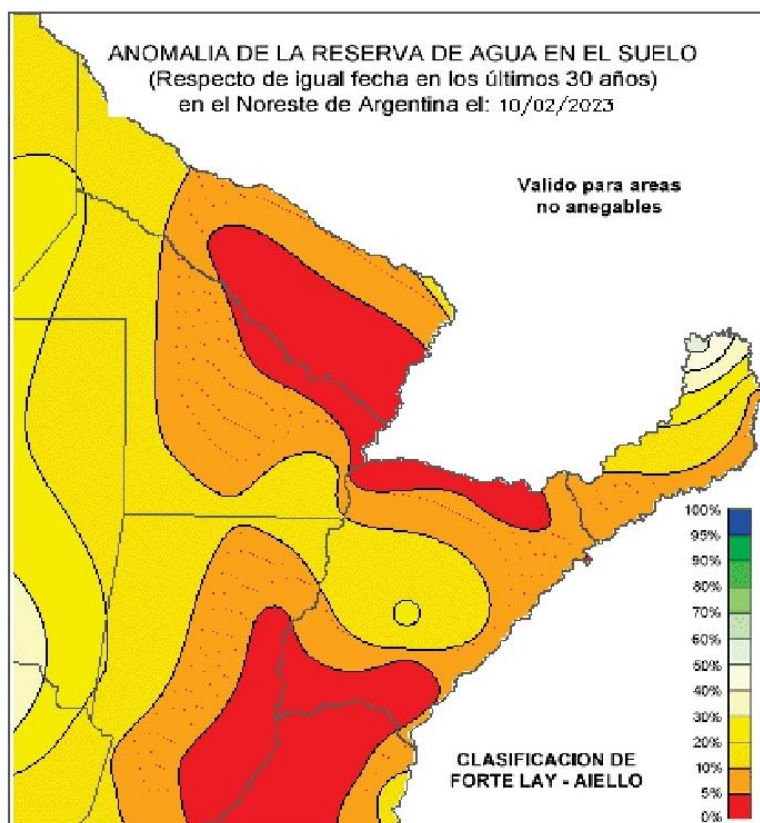 ANOMALIA DE LA RESERVA DE AGUA EN EL SUELO
(Respecto de igual fecha en los últimos 30 años)
en el Noreste de Argentina el: 10/02/2023
Valido para areas
no anegables
100%
95%
90%
80%
70%
60%
50%
40%
30%
20%
10%
5%
0%
CLASIFICACION DE
FORTE LAY - AIELLO